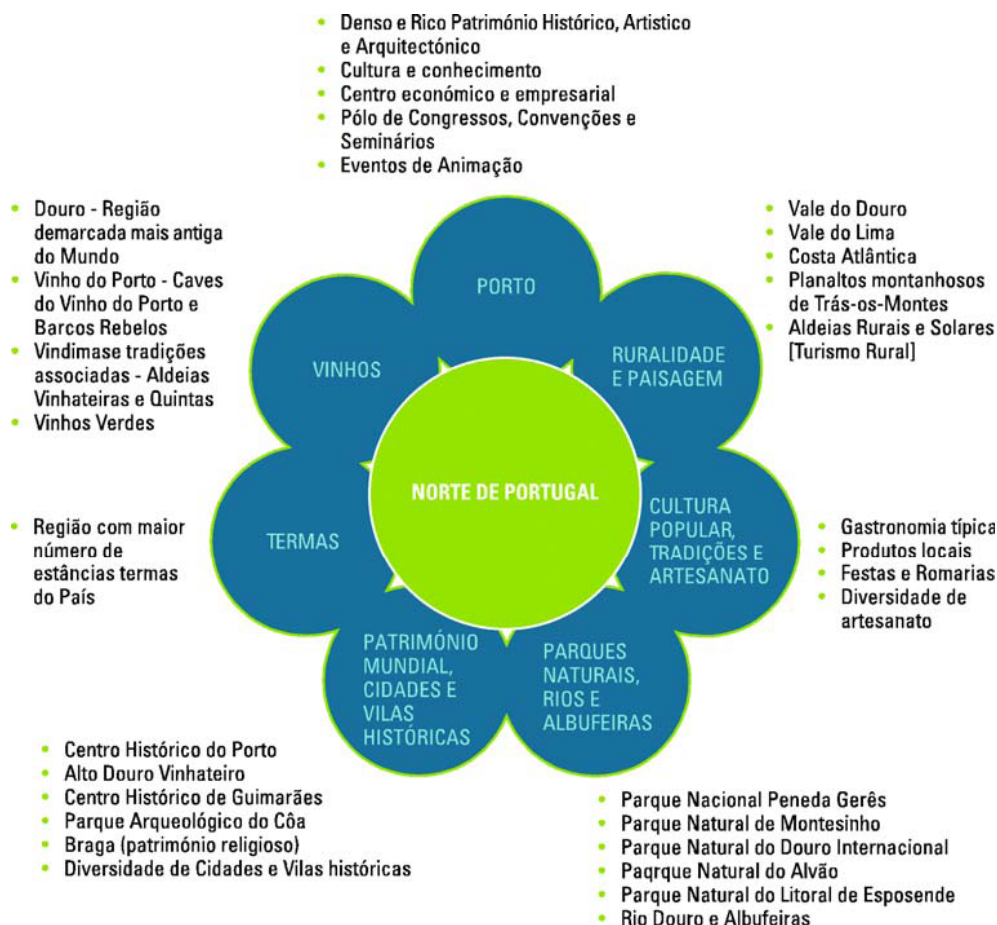 • Denso e Rico Património Histórico, Artistico
e Arquitectónico
• Cultura e conhecimento
• Centro económico e empresarial
• Pólo de Congressos, Convenções e
Seminários
• Eventos de Animação
• Douro - Região
demarcada mais antiga
do Mundo
• Vinho do Porto - Caves
do Vinho do Porto e
Barcos Rebelos
• Vindimase tradições
associadas - Aldeias
Vinhateiras e Quintas
• Vinhos Verdes
• Vale do Douro
• Vale do Lima
• Costa Atlântica
• Planaltos montanhosos
de Trás-os-Montes
• Aldeias Rurais e Solares
[Turismo Rural]
PORTO
VINHOS
RURALIDADE
E PAISAGEM
NORTE DE PORTUGAL
TERMAS
CULTURA
POPULAR,
TRADIÇÕES E
ARTESANATO
• Região com maior
número de
estâncias termas
do País
• Gastronomia típica
• Produtos locais
• Festas e Romarias
• Diversidade de
artesanato
PATRIMÓNIO
MUNDIAL,
CIDADES E
VILAS
HISTÓRICAS
PARQUES
NATURAIS,
RIOS E
ALBUFEIRAS
• Centro Histórico do Porto
• Alto Douro Vinhateiro
• Centro Histórico de Guimarães
• Parque Arqueológico do Côa
• Braga (património religioso)
• Diversidade de Cidades e Vilas históricas
• Parque Nacional Peneda Gerês
• Parque Natural de Montesinho
• Parque Natural do Douro Internacional
• Paqrque Natural do Alvão
• Parque Natural do Litoral de Esposende
• Rio Douro e Albufeiras